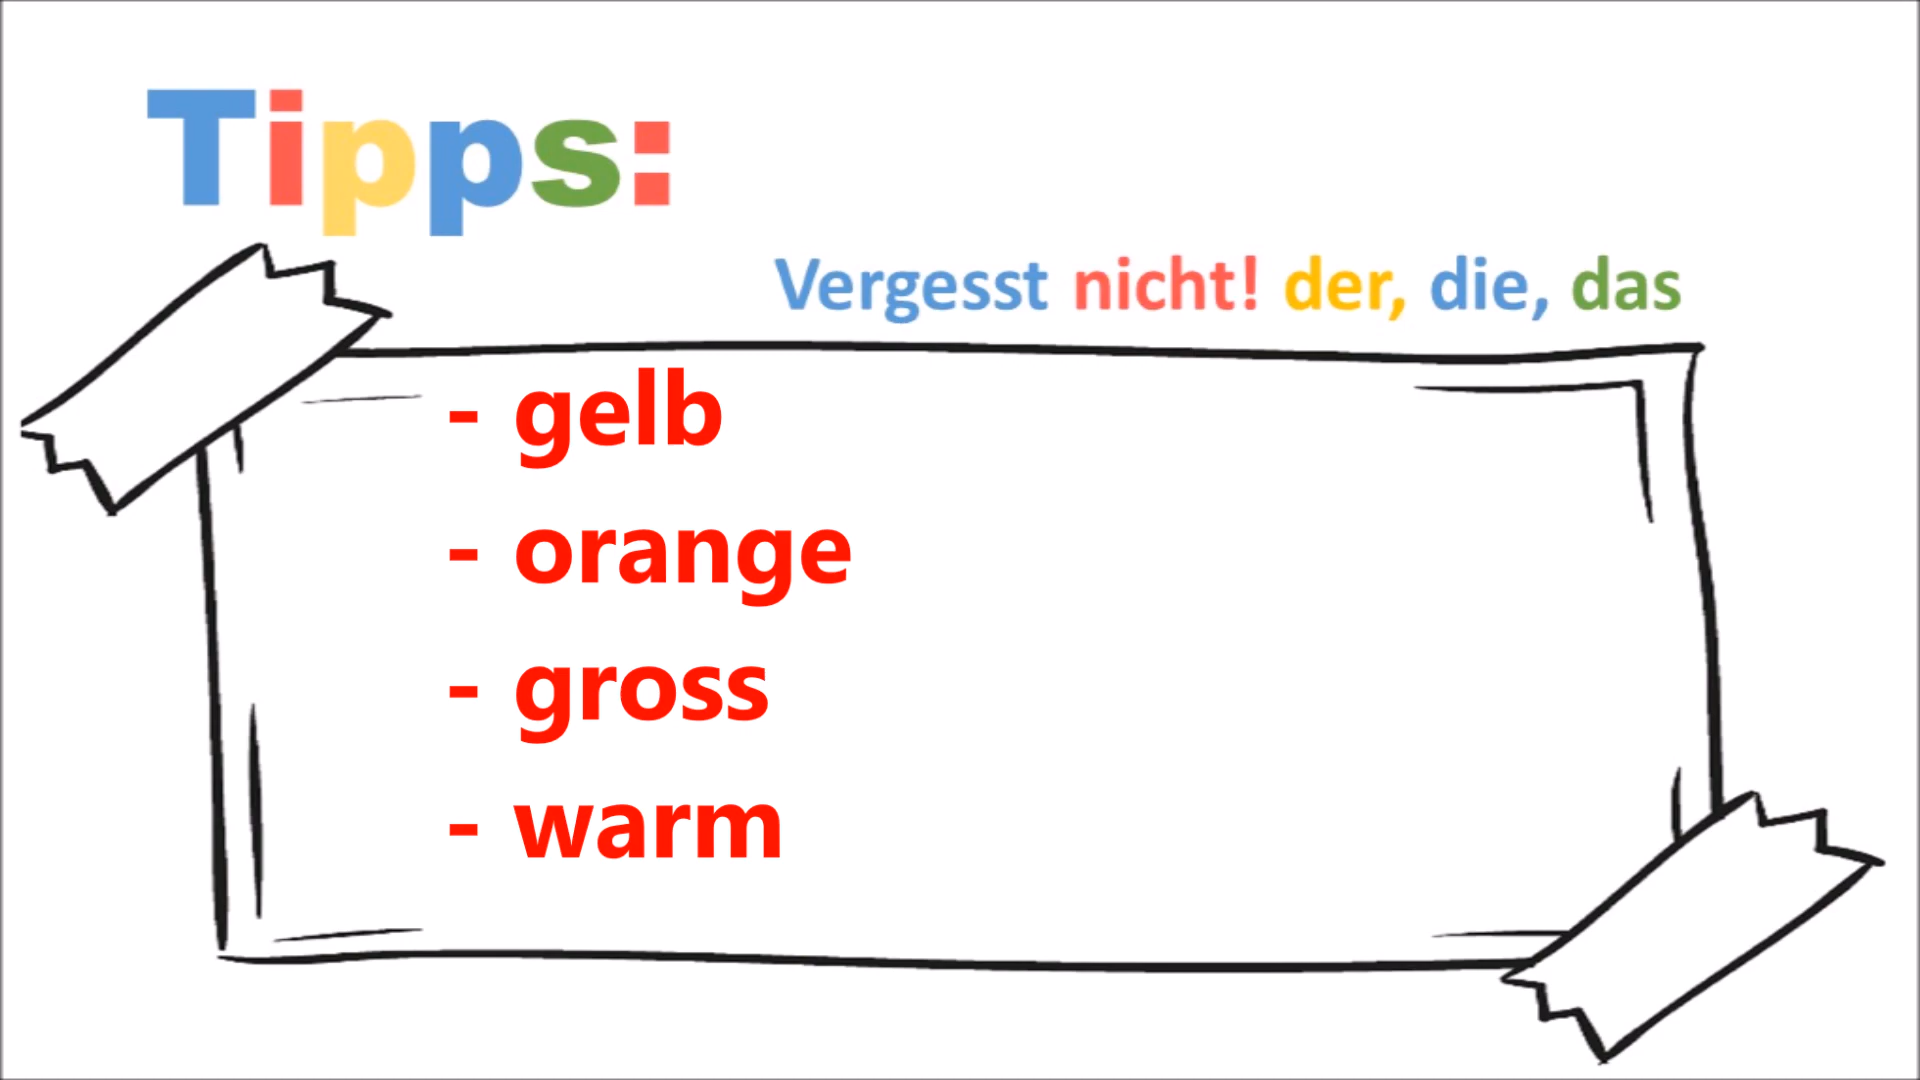 Tipps:
Vergesst nicht! der, die, das
- gelb
- orange
- gross
- warm